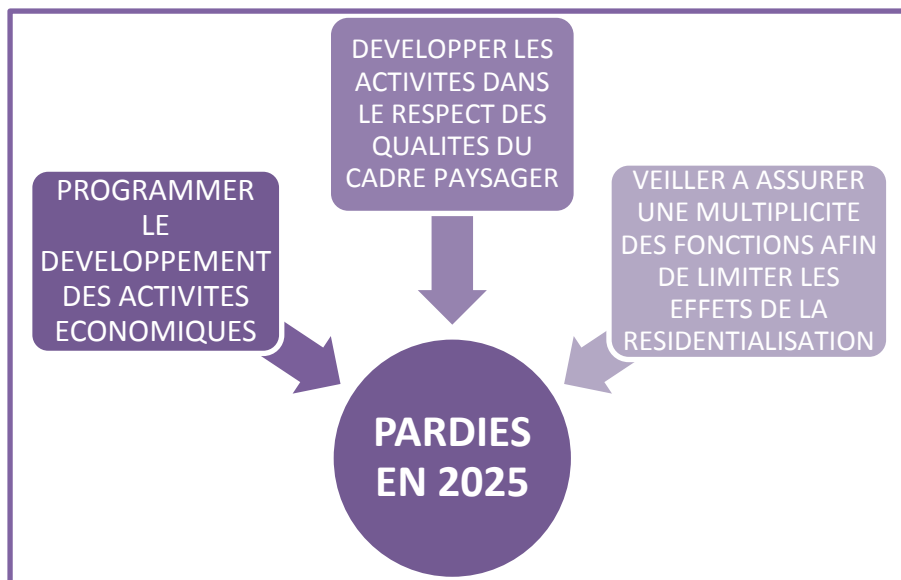 PROGRAMMER
LE
DEVELOPPEMENT
DES ACTIVITES
ECONOMIQUES
DEVELOPPER LES
ACTIVITES DANS
LE RESPECT DES
QUALITES DU
CADRE PAYSAGER
VEILLER A ASSURER
UNE MULTIPLICITE
DES FONCTIONS AFIN
DE LIMITER LES
EFFETS DE LA
RESIDENTIALISATION
PARDIES
EN 2025